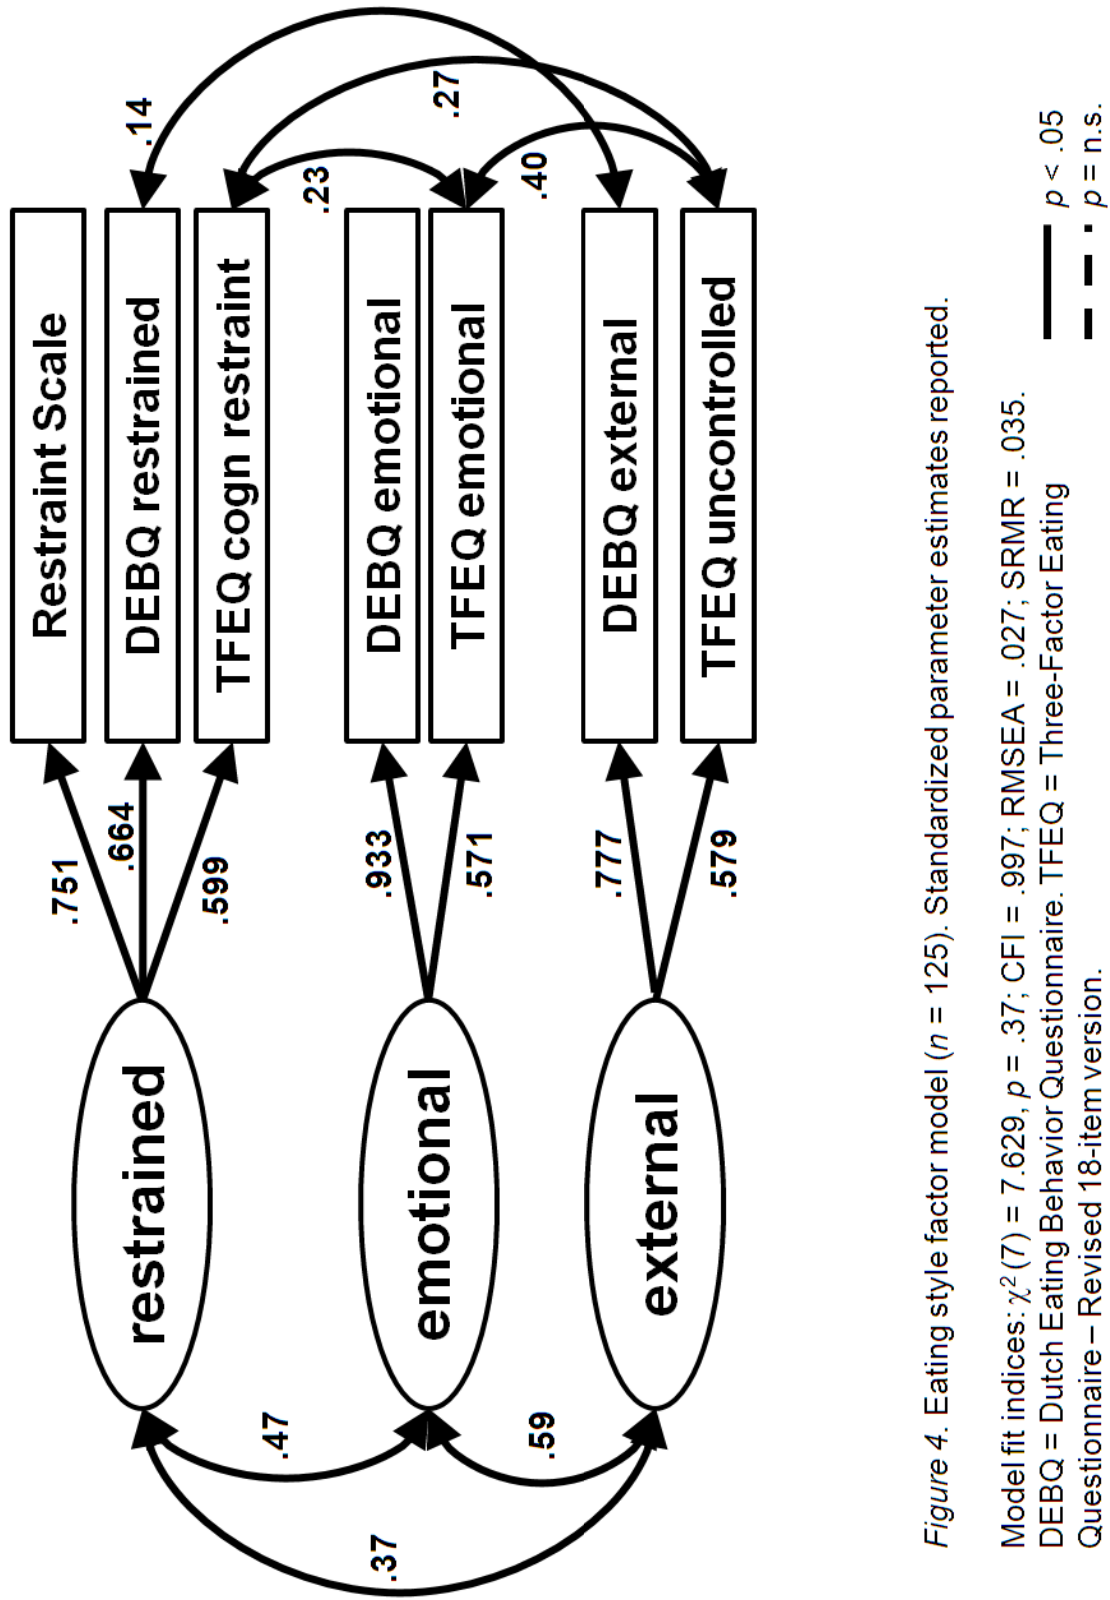 .14
.27
.23
.40
Restraint Scale
DEBQ restrained
TFEQ cogn restraint
DEBQ emotional
TFEQ emotional
DEBQ external
TFEQ uncontrolled
.751
.664
.599
.933
.571
.777
.579
restrained
emotional
external
.47
.59
.37
Figure 4. Eating style factor model (n = 125). Standardized parameter estimates reported.
Model fit indices: χ² (7) = 7.629, p = .37; CFI = .997; RMSEA = .027; SRMR = .035.
DEBQ = Dutch Eating Behavior Questionnaire. TFEQ = Three-Factor Eating
Questionnaire – Revised 18-item version.
p < .05
p = n.s.